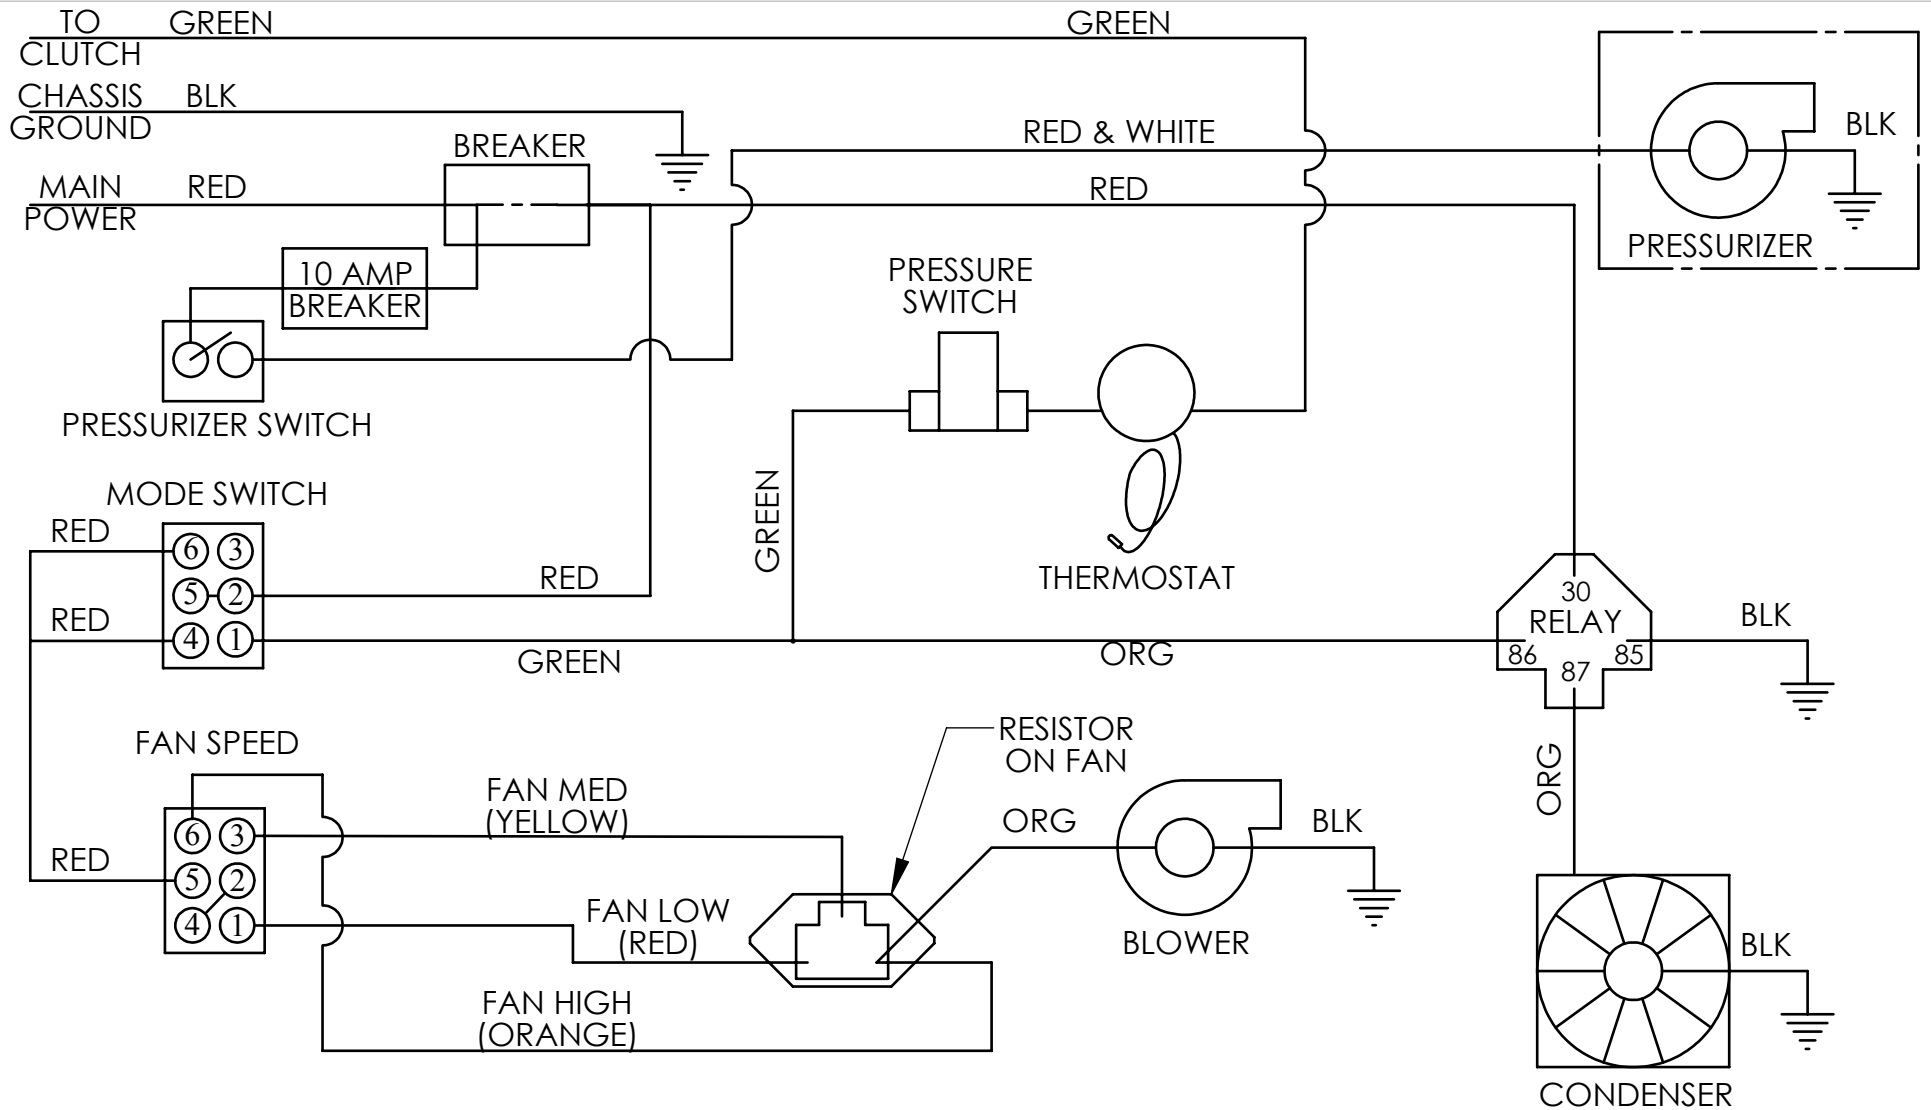 TO
CLUTCH
GREEN
GREEN
CHASSIS
GROUND
BLK
BREAKER
RED & WHITE
BLK
MAIN
POWER
RED
RED
PRESSURIZER
10 AMP
BREAKER
PRESSURE
SWITCH
PRESSURIZER SWITCH
MODE SWITCH
GREEN
RED
6 3
RED
5 2
RED
4 1
THERMOSTAT
30
RELAY
86
85
87
BLK
GREEN
ORG
FAN SPEED
RESISTOR
ON FAN
ORG
FAN MED
(YELLOW)
ORG
BLK
6 3
RED
5 2
4 1
FAN LOW
(RED)
BLOWER
BLK
FAN HIGH
(ORANGE)
CONDENSER